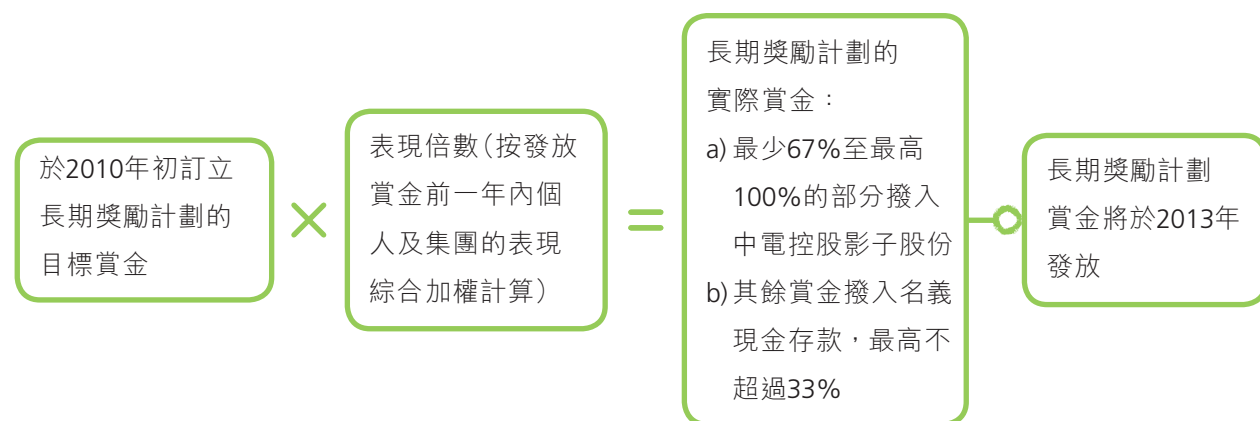 於2010年初訂立
長期獎勵計劃的
目標賞金
×
表現倍數(按發放
賞金前一年內個
人及集團的表現
綜合加權計算)
=
長期獎勵計劃的
實際賞金：
a) 最少67%至最高
100%的部分撥入
中電控股影子股份
b) 其餘賞金撥入名義
現金存款，最高不
超過33%
長期獎勵計劃
賞金將於2013年
發放